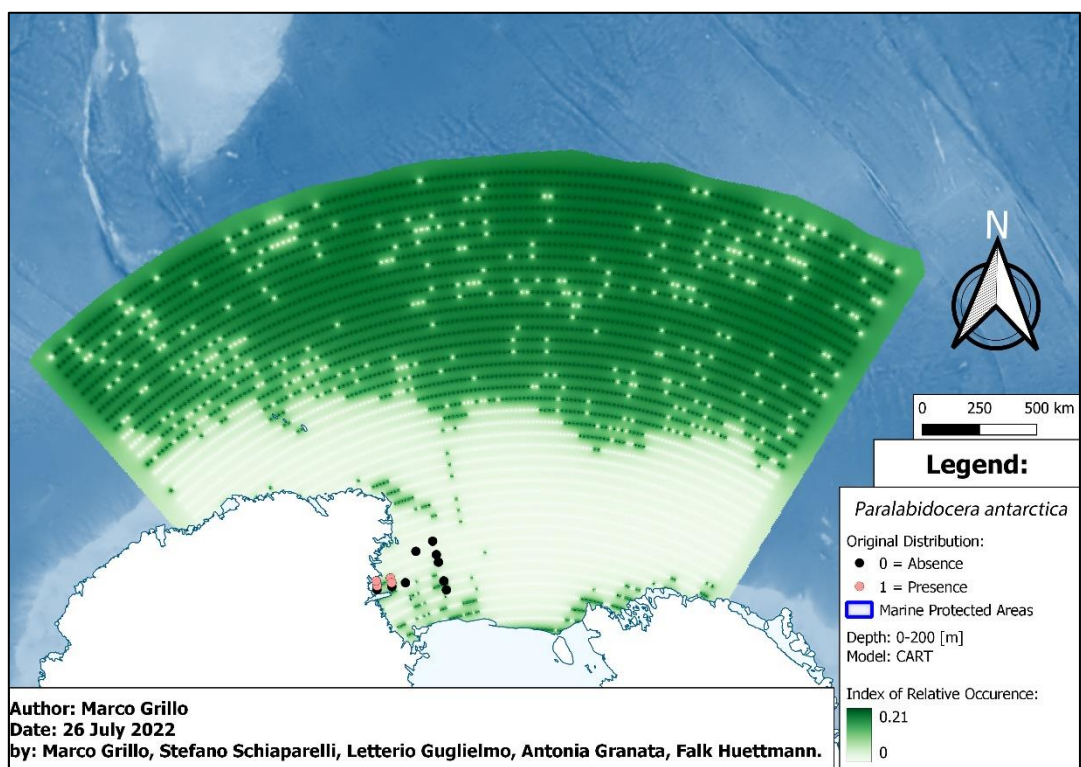 N
0 250 500 km
Legend:
Paralabidocera antarctica
Original Distribution:
0 = Absence
1 = Presence
Marine Protected Areas
Depth: 0-200 [m]
Model: CART
Index of Relative Occurence:
0.21
0
Author: Marco Grillo
Date: 26 July 2022
by: Marco Grillo, Stefano Schiaparelli, Letterio Guglielmo, Antonia Granata, Falk Huettmann.